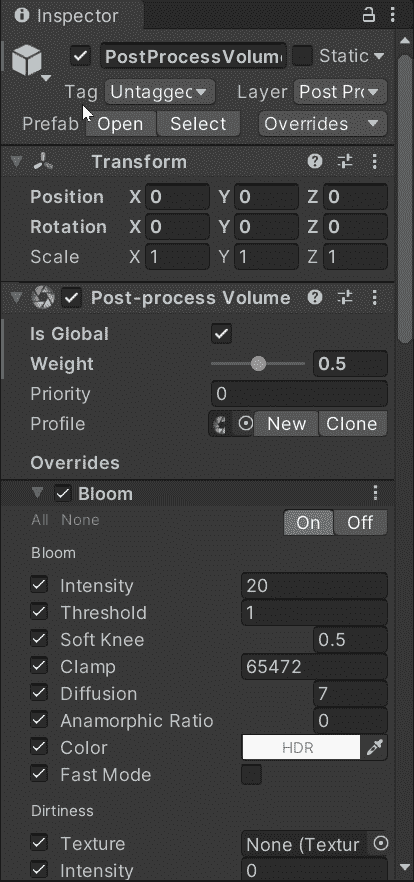 Inspector
PostProcessVolum Static
Tag Untaggec Layer Post Pro
Prefab Open Select Overrides
Transform
Position X 0 Y 0 Z 0
Rotation X 0 Y 0 Z 0
Scale X 1 Y 1 Z 1
Post-process Volume
Is Global
Weight 0.5
Priority 0
Profile New Clone
Overrides
Bloom
All None On Off
Bloom
Intensity 20
Threshold 1
Soft Knee 0.5
Clamp 65472
Diffusion 7
Anamorphic Ratio 0
Color HDR
Fast Mode
Dirtiness
Texture None (Textur
Intensity 0